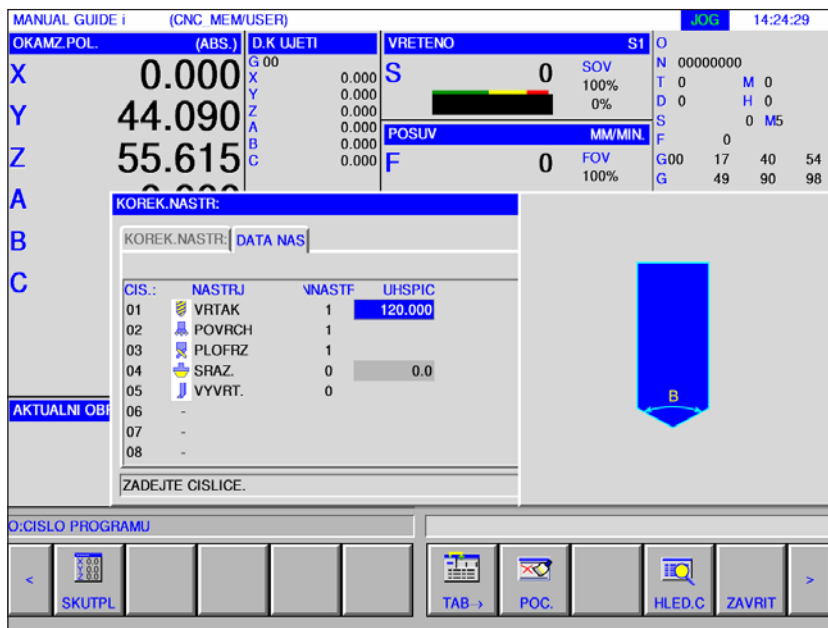 MANUAL GUIDE i (CNC_MEM/USER) JOG 14:24:29
OKAMZ.POL. (ABS.) D.K UJETI VRETENO S1 O
X 0.000 G 00 S 0 SOV N 00000000
Y 44.090 X 0.000 100% T 0 M 0
Z 55.615 Y 0.000 0% D 0 H 0
A Z 0.000 S 0 M5
B A 0.000 POSUV MM/MIN. F 0
C B 0.000 F 0 FOV G00 17 40 54
C 0.000 100% G 49 90 98
KOREK.NASTR:
KOREK.NASTR: DATA NAS
CIS.: NASTRJ NASTF UHSPIC
01 VRTAK 1 120.000
02 POVRCH 1
03 PLOFRZ 1
04 SRAZ. 0 0.0
05 VYVRT. 0
06 -
07 -
08 -
B
AKTUALNI OBF
ZADEJTE CISLICE.
O:CISLO PROGRAMU
< SKUTPL TAB→ POC. HLED.C ZAVRIT >